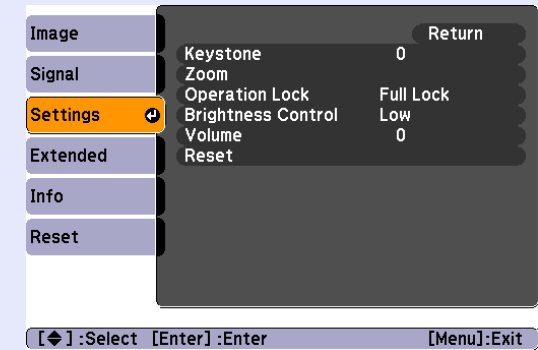 Image
Signal
Settings
Extended
Info
Reset
Return
Keystone 0
Zoom
Operation Lock Full Lock
Brightness Control Low
Volume 0
Reset
[◆] :Select [Enter] :Enter [Menu]:Exit